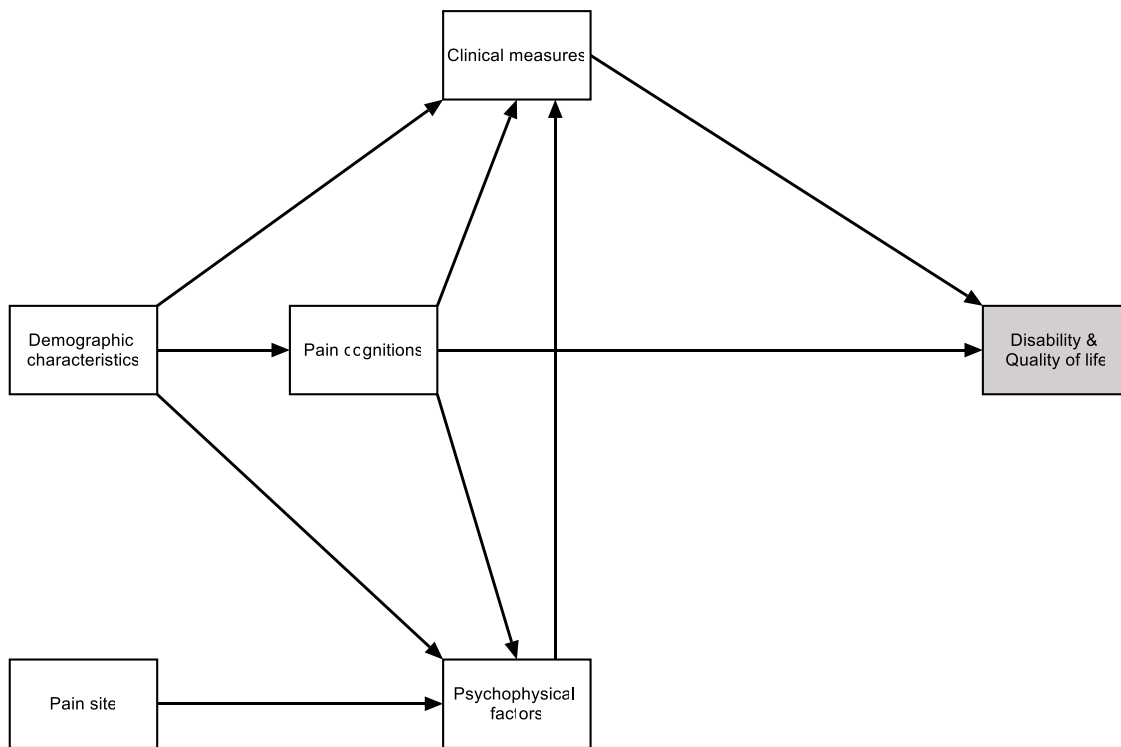 Clinical measures
Demographic
characteristics
Pain cognitions
Disability &
Quality of life
Pain site
Psychophysical
factors